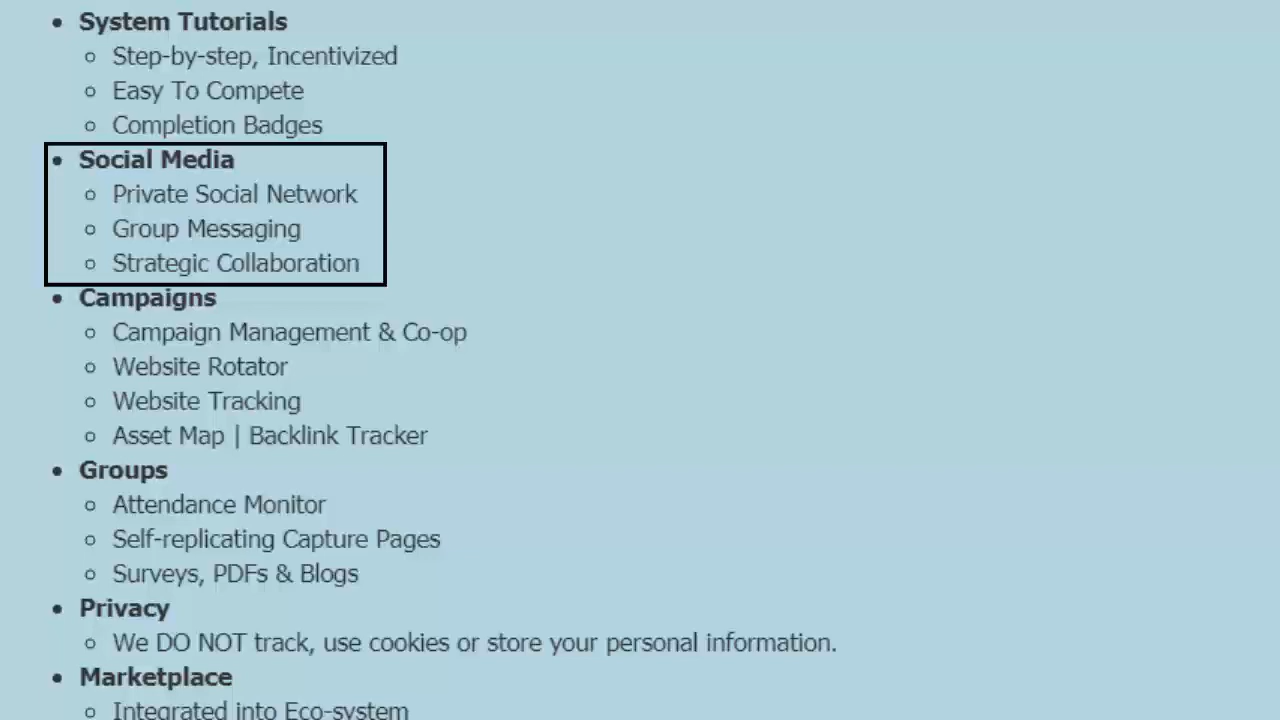 System Tutorials
Step-by-step, Incentivized
Easy To Compete
Completion Badges
Social Media
Private Social Network
Group Messaging
Strategic Collaboration
Campaigns
Campaign Management & Co-op
Website Rotator
Website Tracking
Asset Map | Backlink Tracker
Groups
Attendance Monitor
Self-replicating Capture Pages
Surveys, PDFs & Blogs
Privacy
We DO NOT track, use cookies or store your personal information.
Marketplace
Integrated into Eco-system